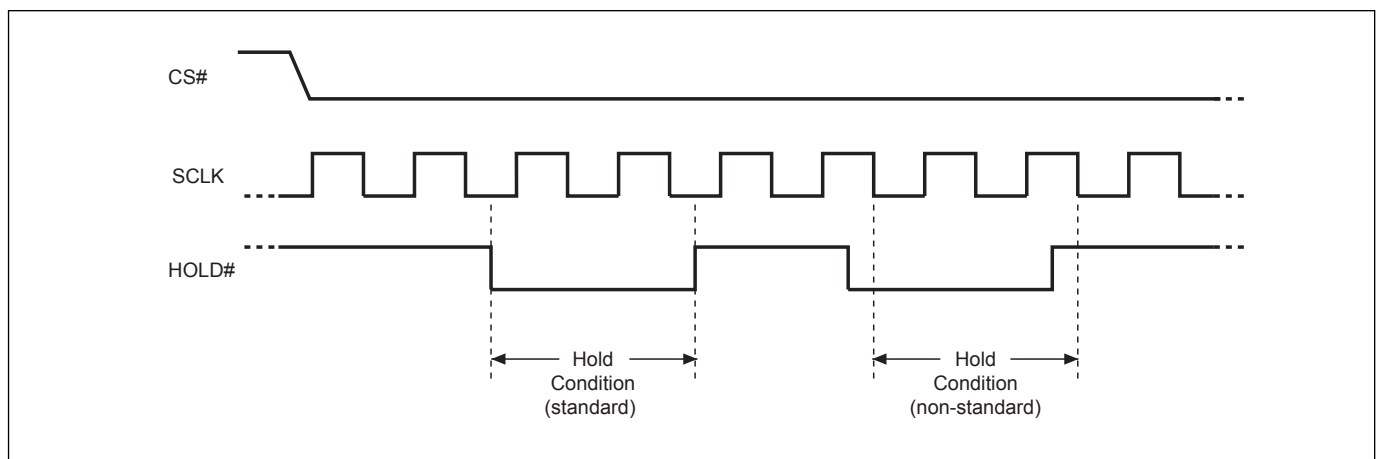 CS#
SCLK
HOLD#
Hold
Condition
(standard)
Hold
Condition
(non-standard)